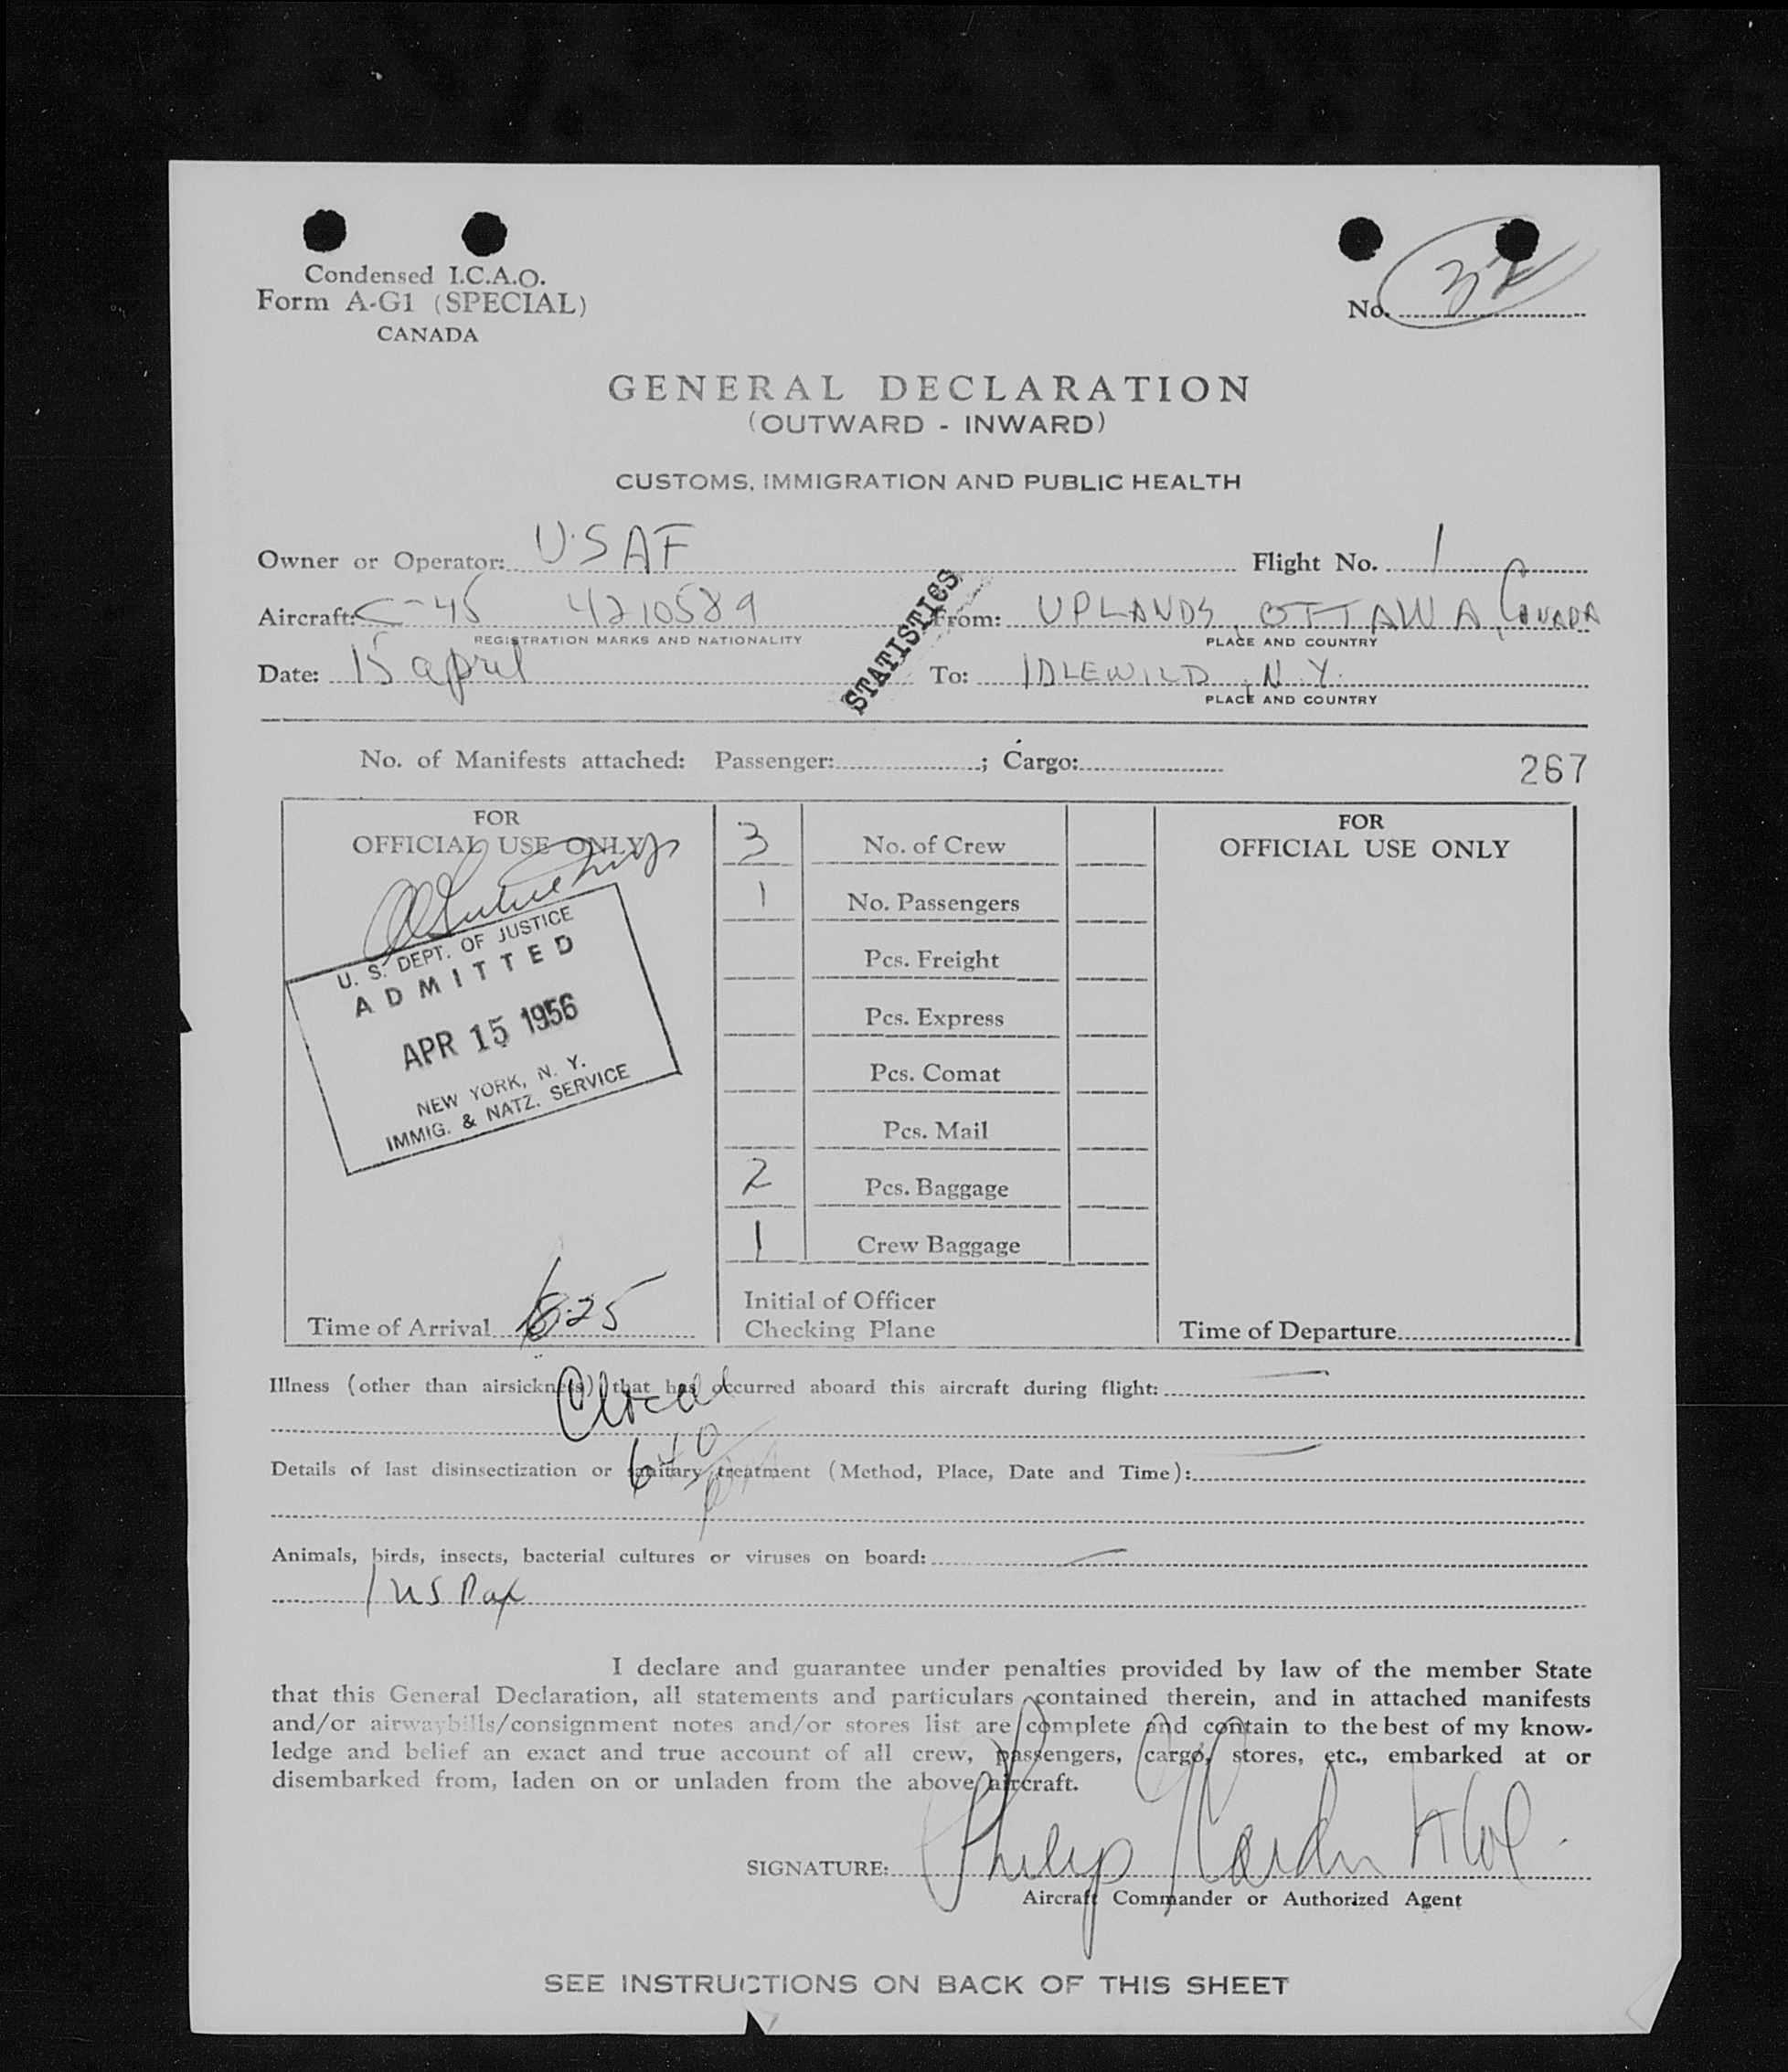 Condensed I.C.A.O.
Form A-G1 (SPECIAL)
CANADA
No. 32
GENERAL DECLARATION
(OUTWARD - INWARD)
CUSTOMS, IMMIGRATION AND PUBLIC HEALTH
Owner or Operator: USAF Flight No. 1
Aircraft: C-45 4210589 From: UPLANDS, OTTAWA, CANADA
REGISTRATION MARKS AND NATIONALITY PLACE AND COUNTRY
STATISTICS
Date: 15 april To: IDLEWILD, N.Y.
PLACE AND COUNTRY
No. of Manifests attached: Passenger: ; Cargo: 267
FOR
OFFICIAL USE ONLY
U. S. DEPT. OF JUSTICE
ADMITTED
APR 15 1956
NEW YORK, N. Y.
IMMIG. & NATZ. SERVICE
Time of Arrival
3 No. of Crew
1 No. Passengers
Pcs. Freight
Pcs. Express
Pcs. Comat
Pcs. Mail
2 Pcs. Baggage
1 Crew Baggage
Initial of Officer
Checking Plane
FOR
OFFICIAL USE ONLY
Time of Departure
Illness (other than airsickness) that has occurred aboard this aircraft during flight: —
Details of last disinsectization or sanitary treatment (Method, Place, Date and Time): —
Animals, birds, insects, bacterial cultures or viruses on board: —
1 US Pax
I declare and guarantee under penalties provided by law of the member State
that this General Declaration, all statements and particulars contained therein, and in attached manifests
and/or airwaybills/consignment notes and/or stores list are complete and contain to the best of my know-
ledge and belief an exact and true account of all crew, passengers, cargo, stores, etc., embarked at or
disembarked from, laden on or unladen from the above aircraft.
SIGNATURE: Philip
Aircraft Commander or Authorized Agent
SEE INSTRUCTIONS ON BACK OF THIS SHEET